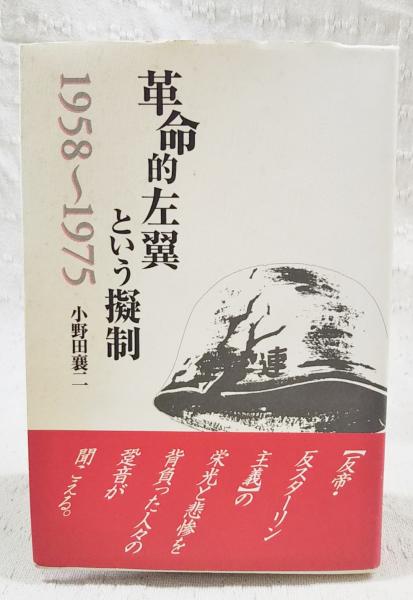 革命的左翼
という擬制
1958〜1975
小野田襄二
連
【反帝・
反スターリン
主義】の
栄光と悲惨を
背負った人々の
跫音が
聞こえる。